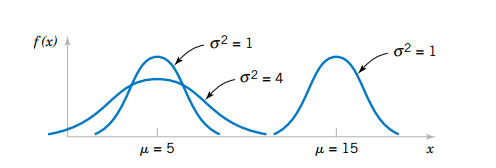 f(x)
σ² = 1
σ² = 1
σ² = 4
μ = 5
μ = 15
x